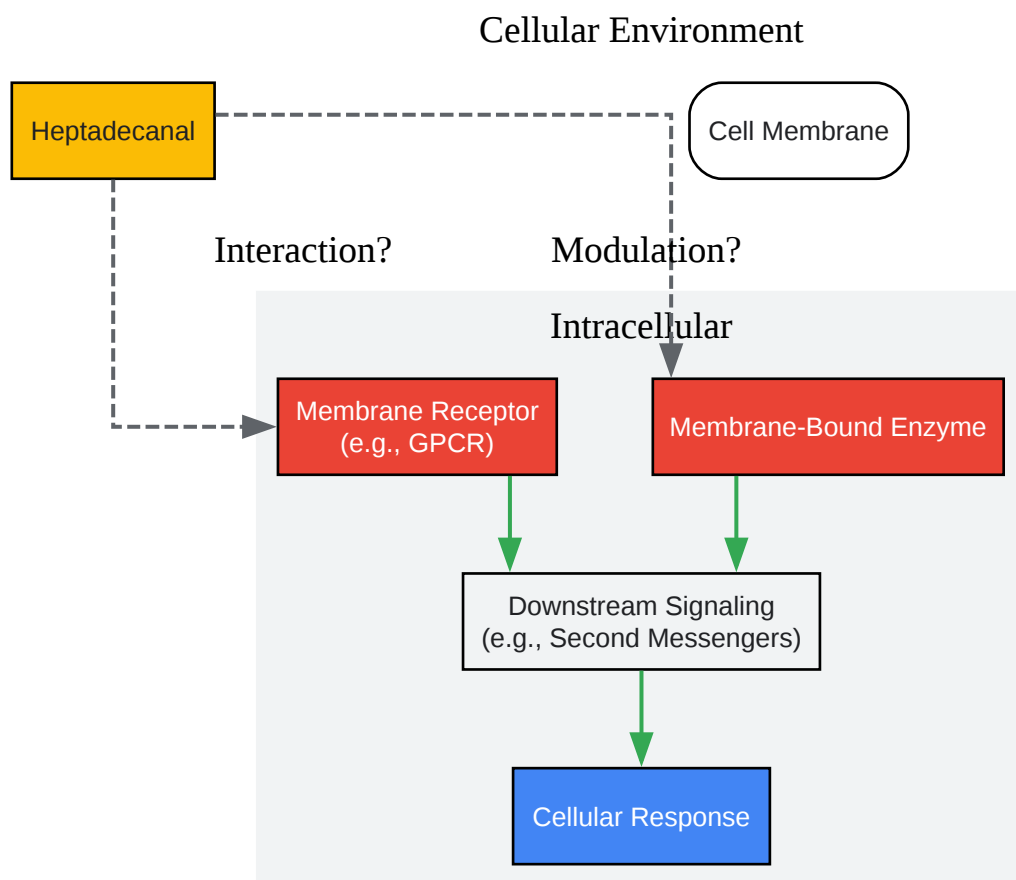 Cellular Environment
Heptadecanal
Cell Membrane
Interaction?
Modulation?
Intracellular
Membrane Receptor
(e.g., GPCR)
Membrane-Bound Enzyme
Downstream Signaling
(e.g., Second Messengers)
Cellular Response